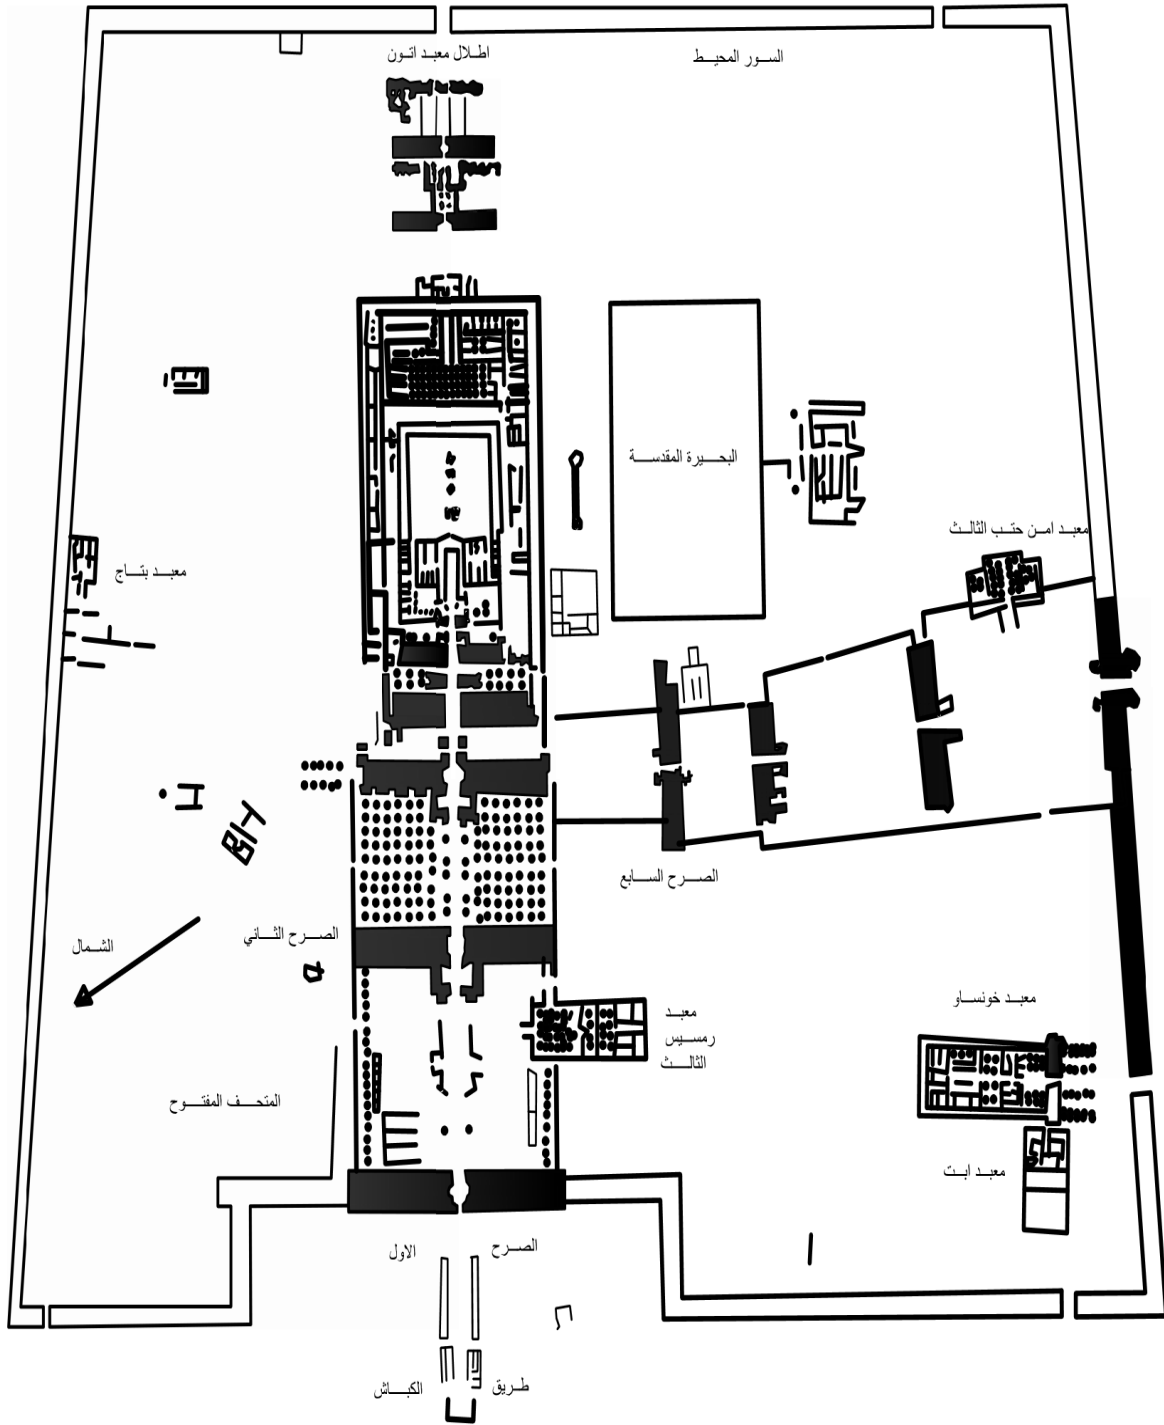 اطلال معبد اتون
السور المحيط
البحيرة المقدسة
معبد امن حتب الثالث
معبد بتاج
الصرح السابع
الصرح الثاني
الشمال
معبد خونساو
معبد
رمسيس
الثالث
المتحف المفتوح
معبد ابت
الصرح
الاول
طريق
الكباش